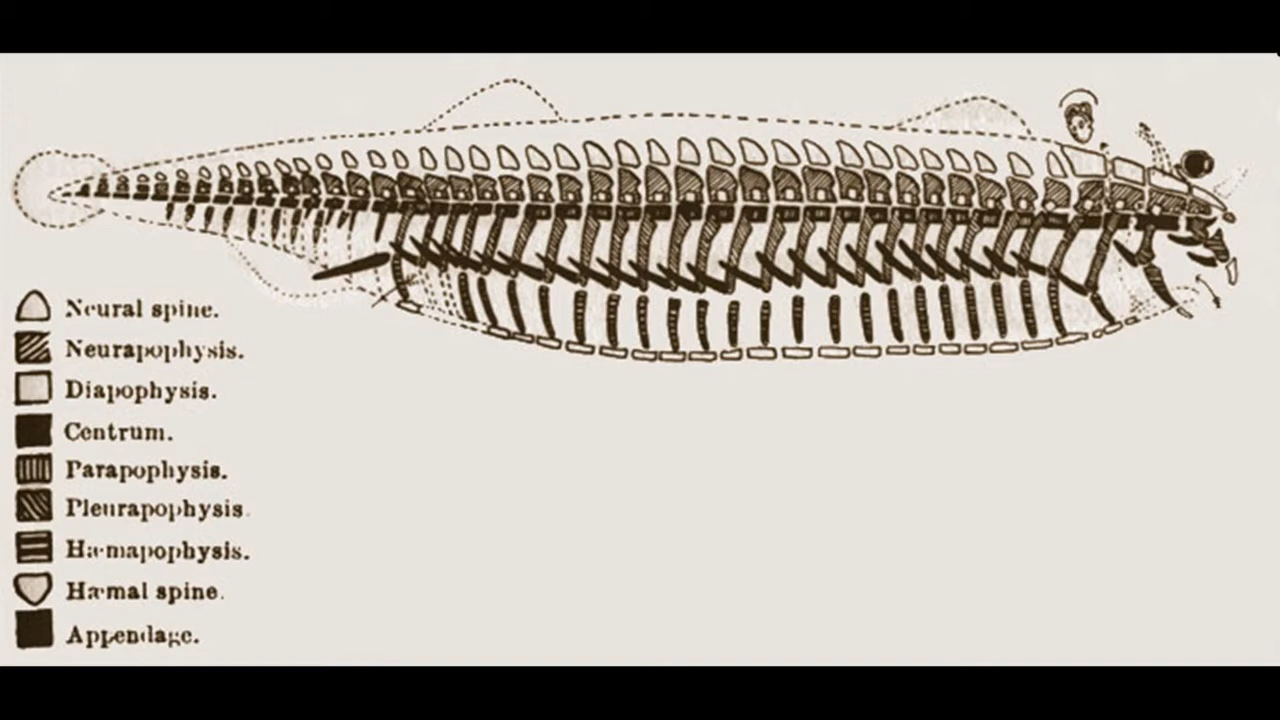 Neural spine.
Neurapophysis.
Diapophysis.
Centrum.
Parapophysis.
Pleurapophysis.
Hæmapophysis.
Hæmal spine.
Appendage.